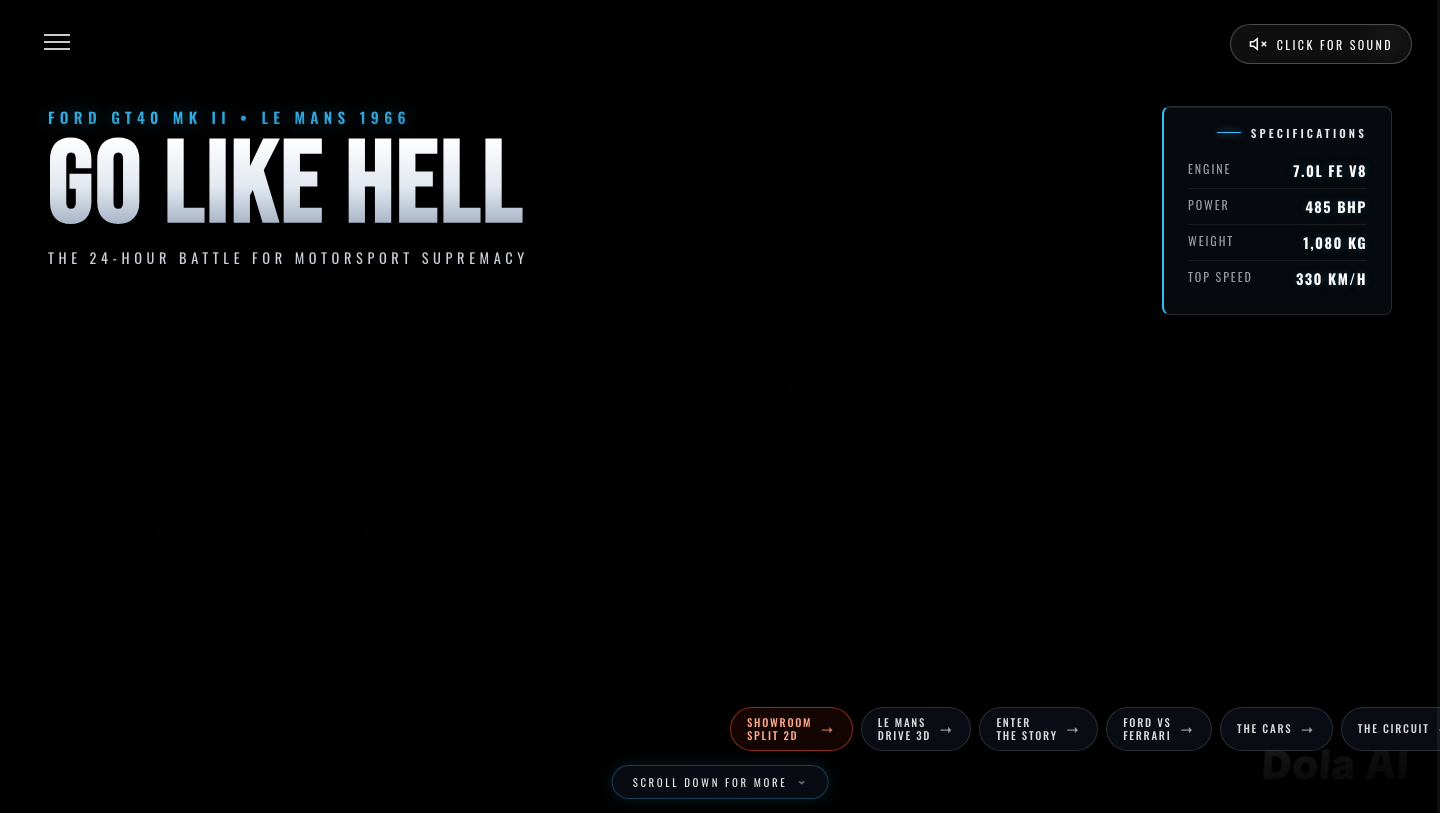 CLICK FOR SOUND
FORD GT40 MK II • LE MANS 1966
GO LIKE HELL
THE 24-HOUR BATTLE FOR MOTORSPORT SUPREMACY
SPECIFICATIONS
ENGINE 7.0L FE V8
POWER 485 BHP
WEIGHT 1,080 KG
TOP SPEED 330 KM/H
SHOWROOM
SPLIT 2D →
LE MANS
DRIVE 3D →
ENTER
THE STORY →
FORD VS
FERRARI →
THE CARS →
THE CIRCUIT
SCROLL DOWN FOR MORE
Dola AI